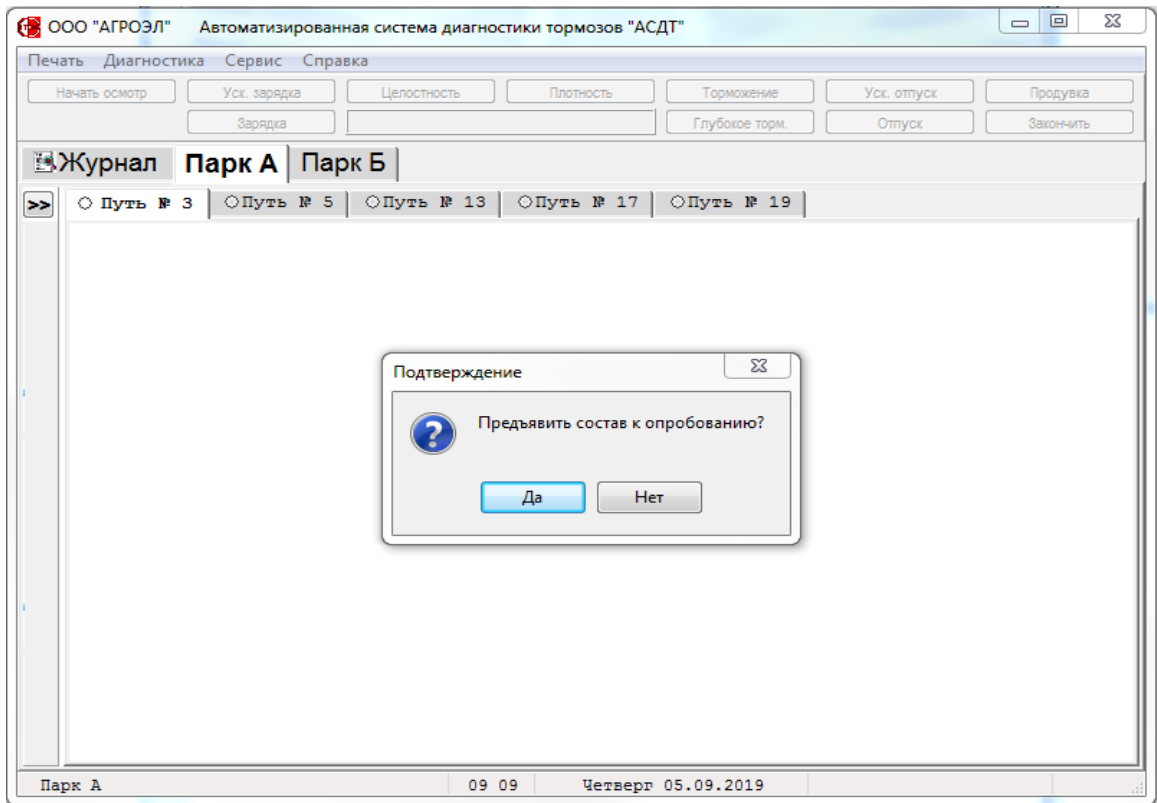 ООО "АГРОЭЛ" Автоматизированная система диагностики тормозов "АСДТ"
Печать Диагностика Сервис Справка
Начать осмотр Уск. зарядка Целостность Плотность Торможение Уск. отпуск Продувка
Зарядка Глубокое торм. Отпуск Закончить
Журнал Парк А Парк Б
>> Путь № 3 Путь № 5 Путь № 13 Путь № 17 Путь № 19
Подтверждение
Предъявить состав к опробованию?
Да Нет
Парк А 09 09 Четверг 05.09.2019